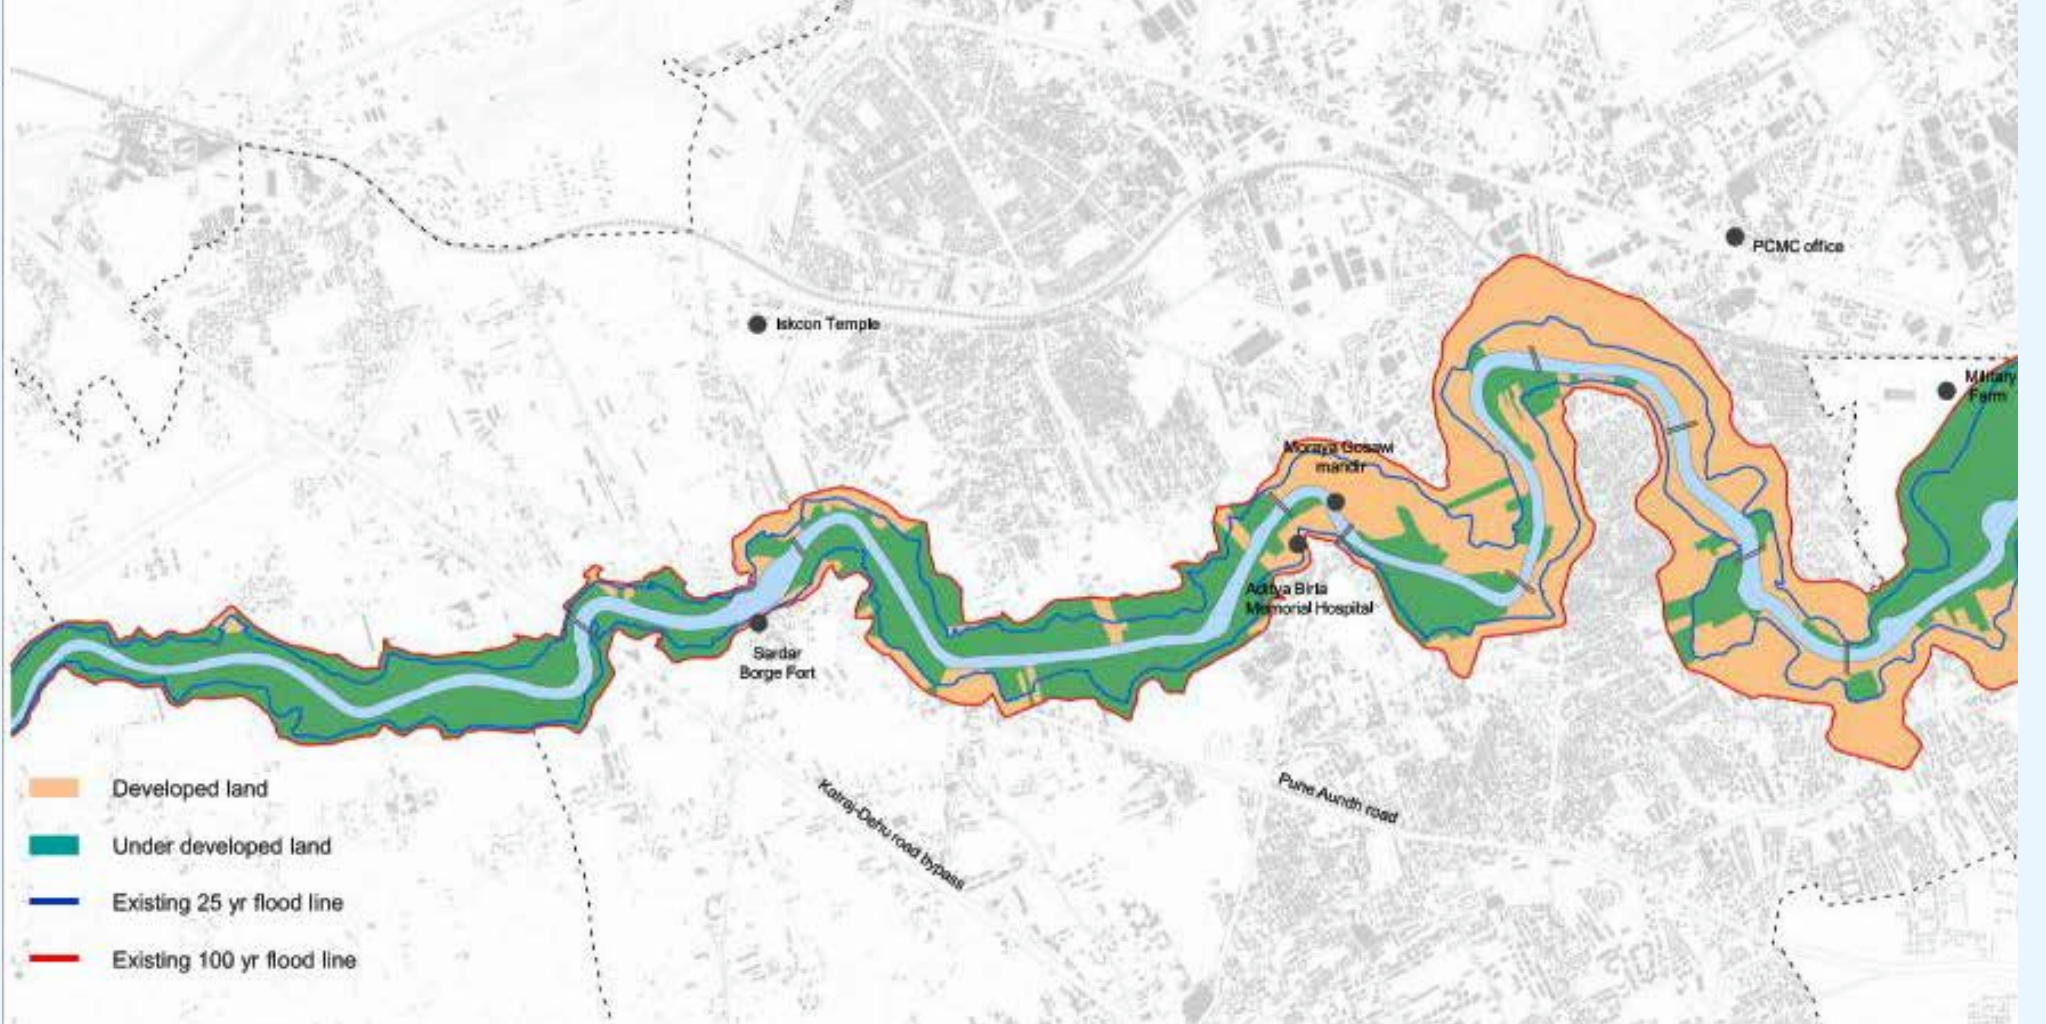 PCMC office
Iskcon Temple
Military
Farm
Moraya Gosawi
mandir
Aditya Birla
Memorial Hospital
Sardar
Borge Fort
Pune Aundh road
Katraj-Dehu road bypass
Developed land
Under developed land
Existing 25 yr flood line
Existing 100 yr flood line